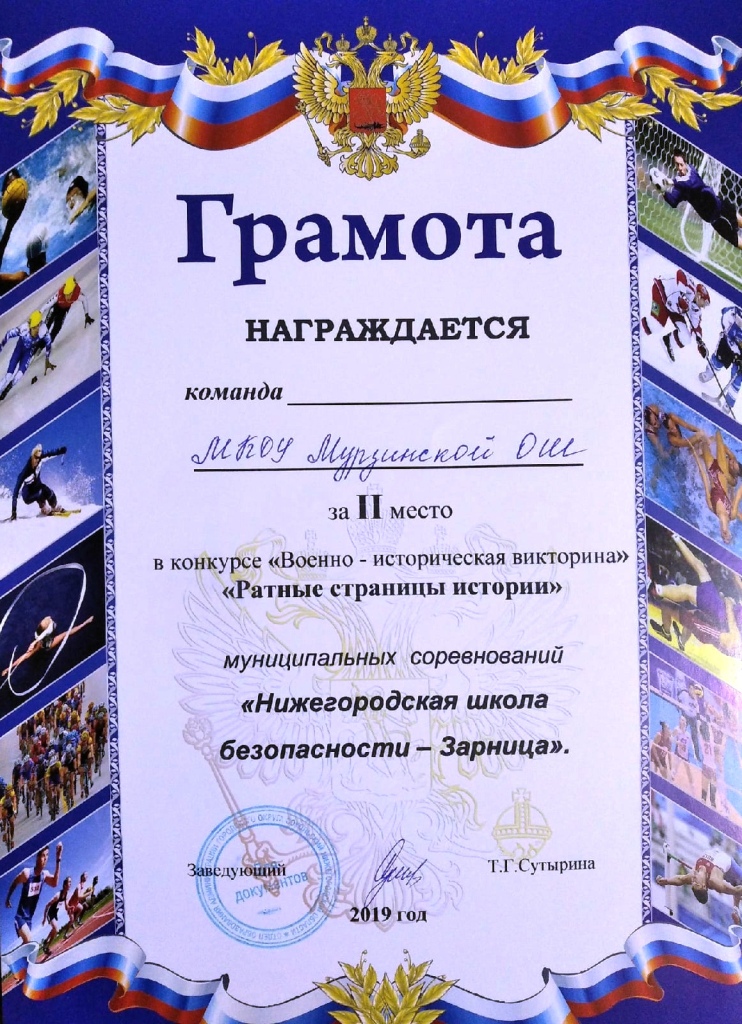 Грамота
НАГРАЖДАЕТСЯ
команда
МКОУ Мурзинской ОШ
за II место
в конкурсе «Военно - историческая викторина»
«Ратные страницы истории»
муниципальных соревнований
«Нижегородская школа
безопасности – Зарница».
Заведующий
Т.Г.Сутырина
документов
2019 год